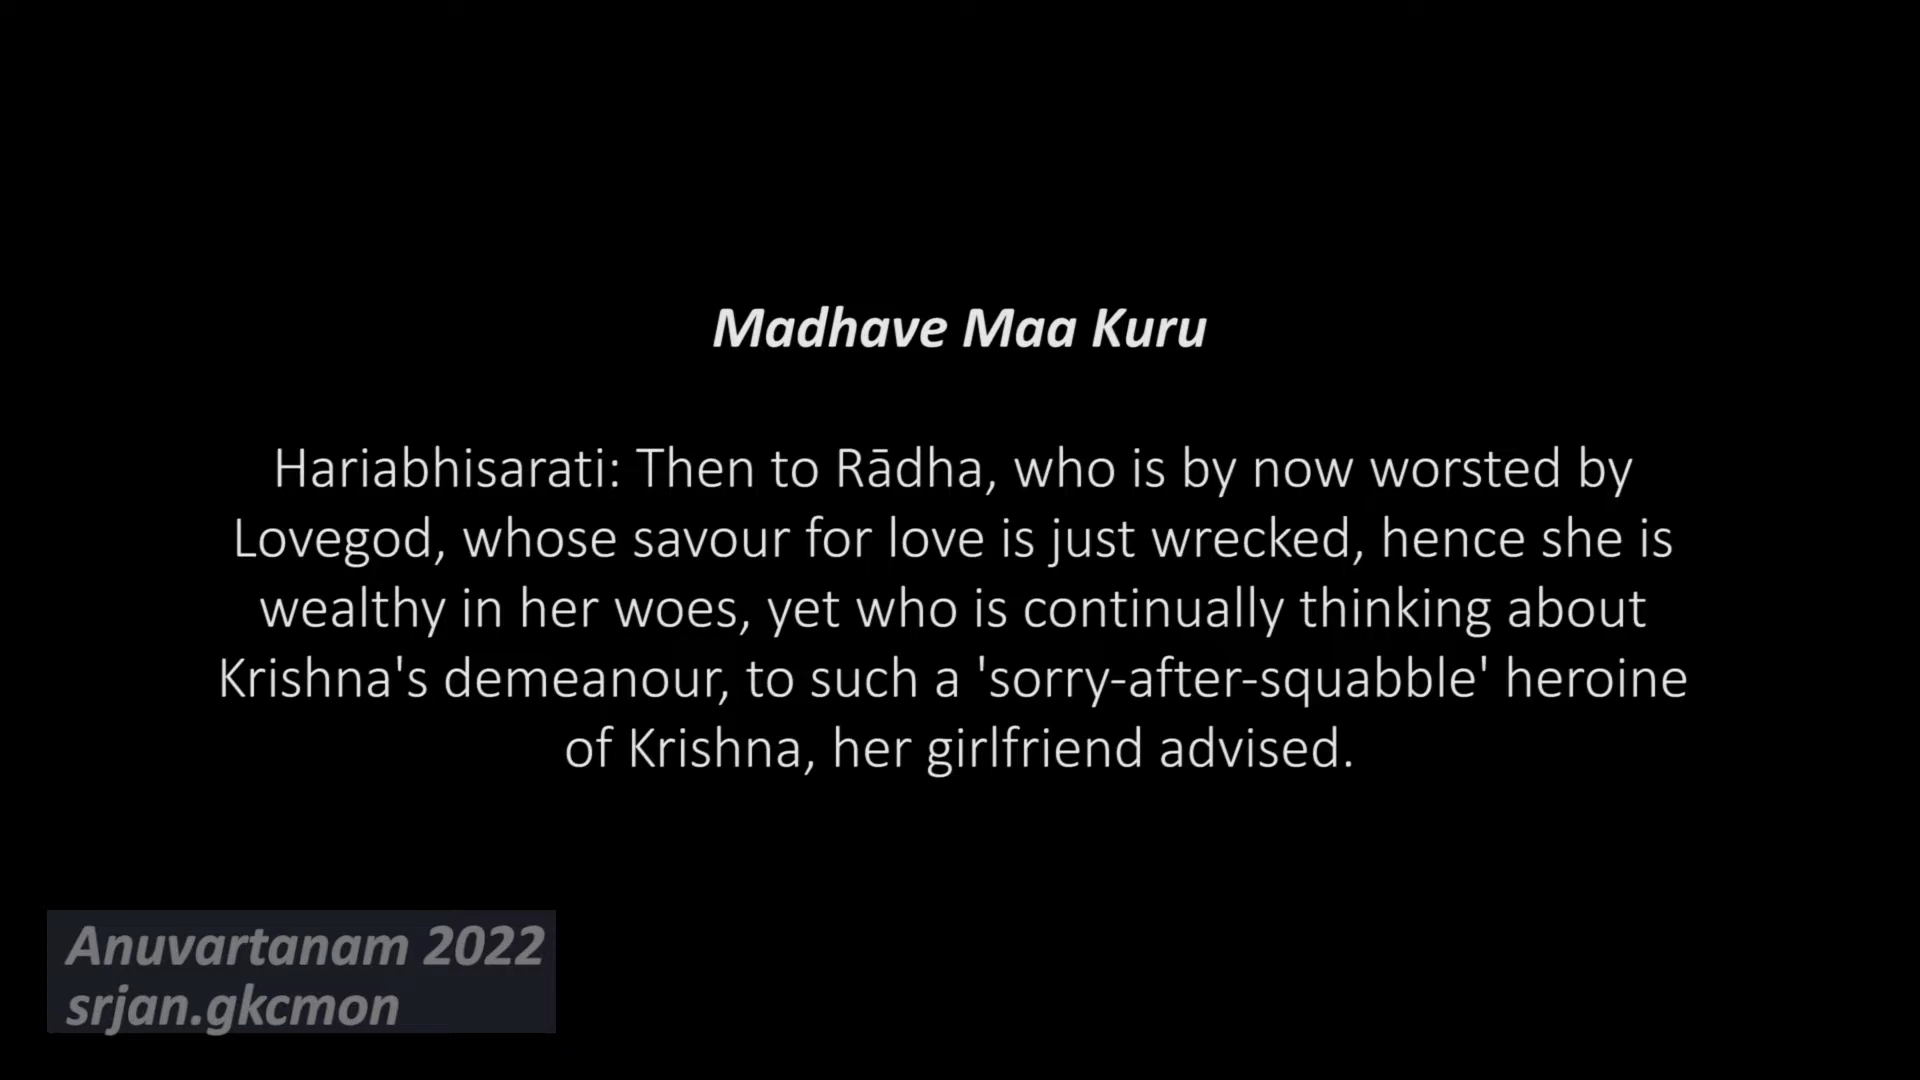 Madhave Maa Kuru
Hariabhisarati: Then to Rādha, who is by now worsted by
Lovegod, whose savour for love is just wrecked, hence she is
wealthy in her woes, yet who is continually thinking about
Krishna's demeanour, to such a 'sorry-after-squabble' heroine
of Krishna, her girlfriend advised.
Anuvartanam 2022
srjan.gkcmon